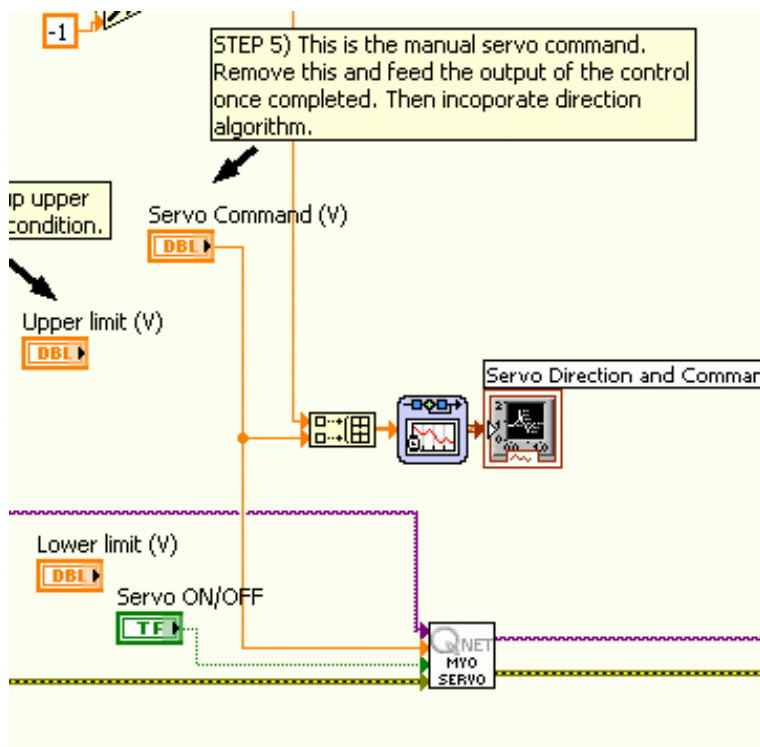 -1
STEP 5) This is the manual servo command.
Remove this and feed the output of the control
once completed. Then incoporate direction
algorithm.
up upper
condition.
Servo Command (V)
DBL
Upper limit (V)
DBL
Servo Direction and Comman
Lower limit (V)
DBL
Servo ON/OFF
TF
QNET
MYO
SERVO